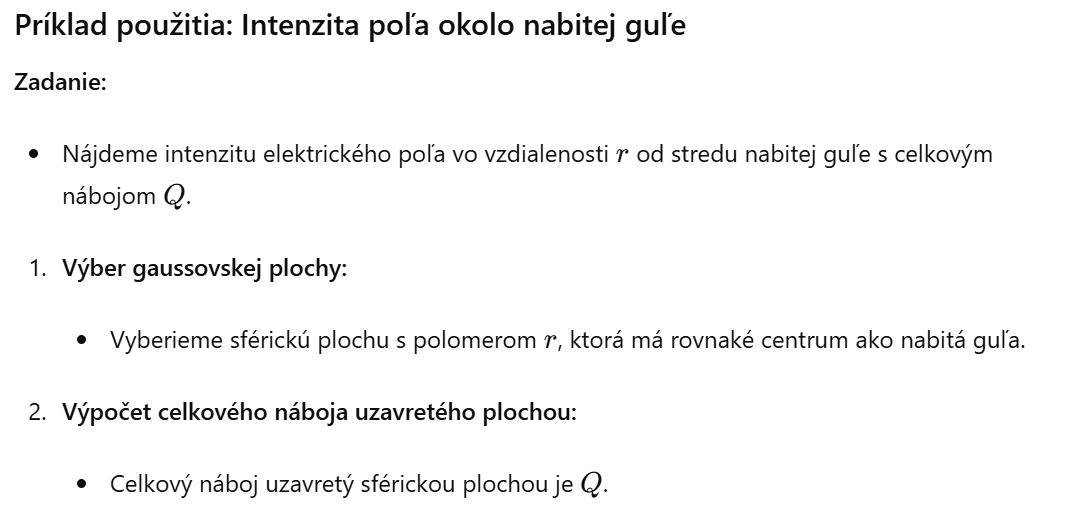 Príklad použitia: Intenzita poľa okolo nabitej guľe
Zadanie:
• Nájdeme intenzitu elektrického poľa vo vzdialenosti r od stredu nabitej guľe s celkovým
nábojom Q.
1. Výber gaussovskej plochy:
• Vyberieme sférickú plochu s polomerom r, ktorá má rovnaké centrum ako nabitá guľa.
2. Výpočet celkového náboja uzavretého plochou:
• Celkový náboj uzavretý sférickou plochou je Q.